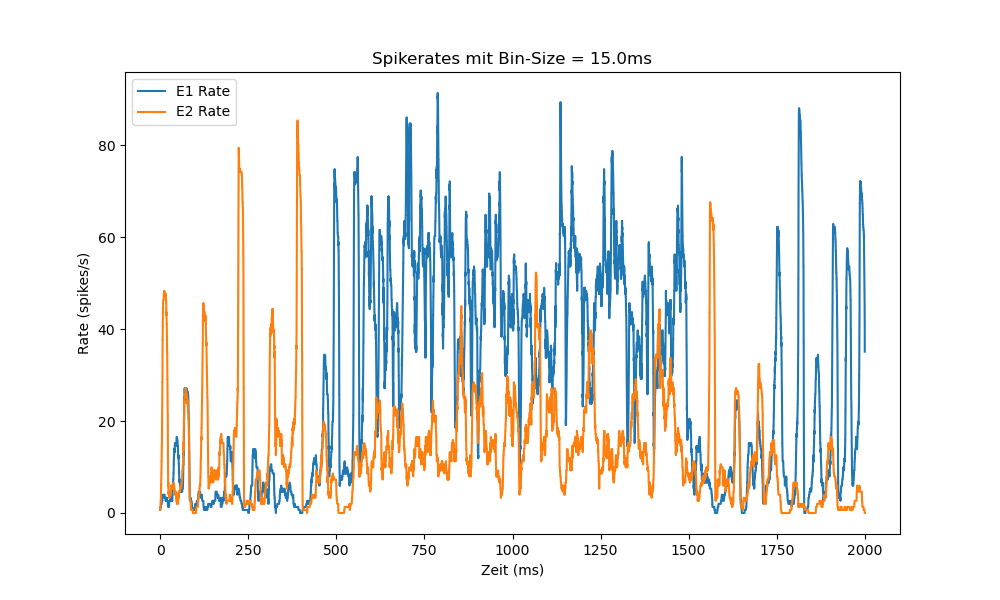 Spikerates mit Bin-Size = 15.0ms
E1 Rate
E2 Rate
80
60
40
20
0
Rate (spikes/s)
0 250 500 750 1000 1250 1500 1750 2000
Zeit (ms)